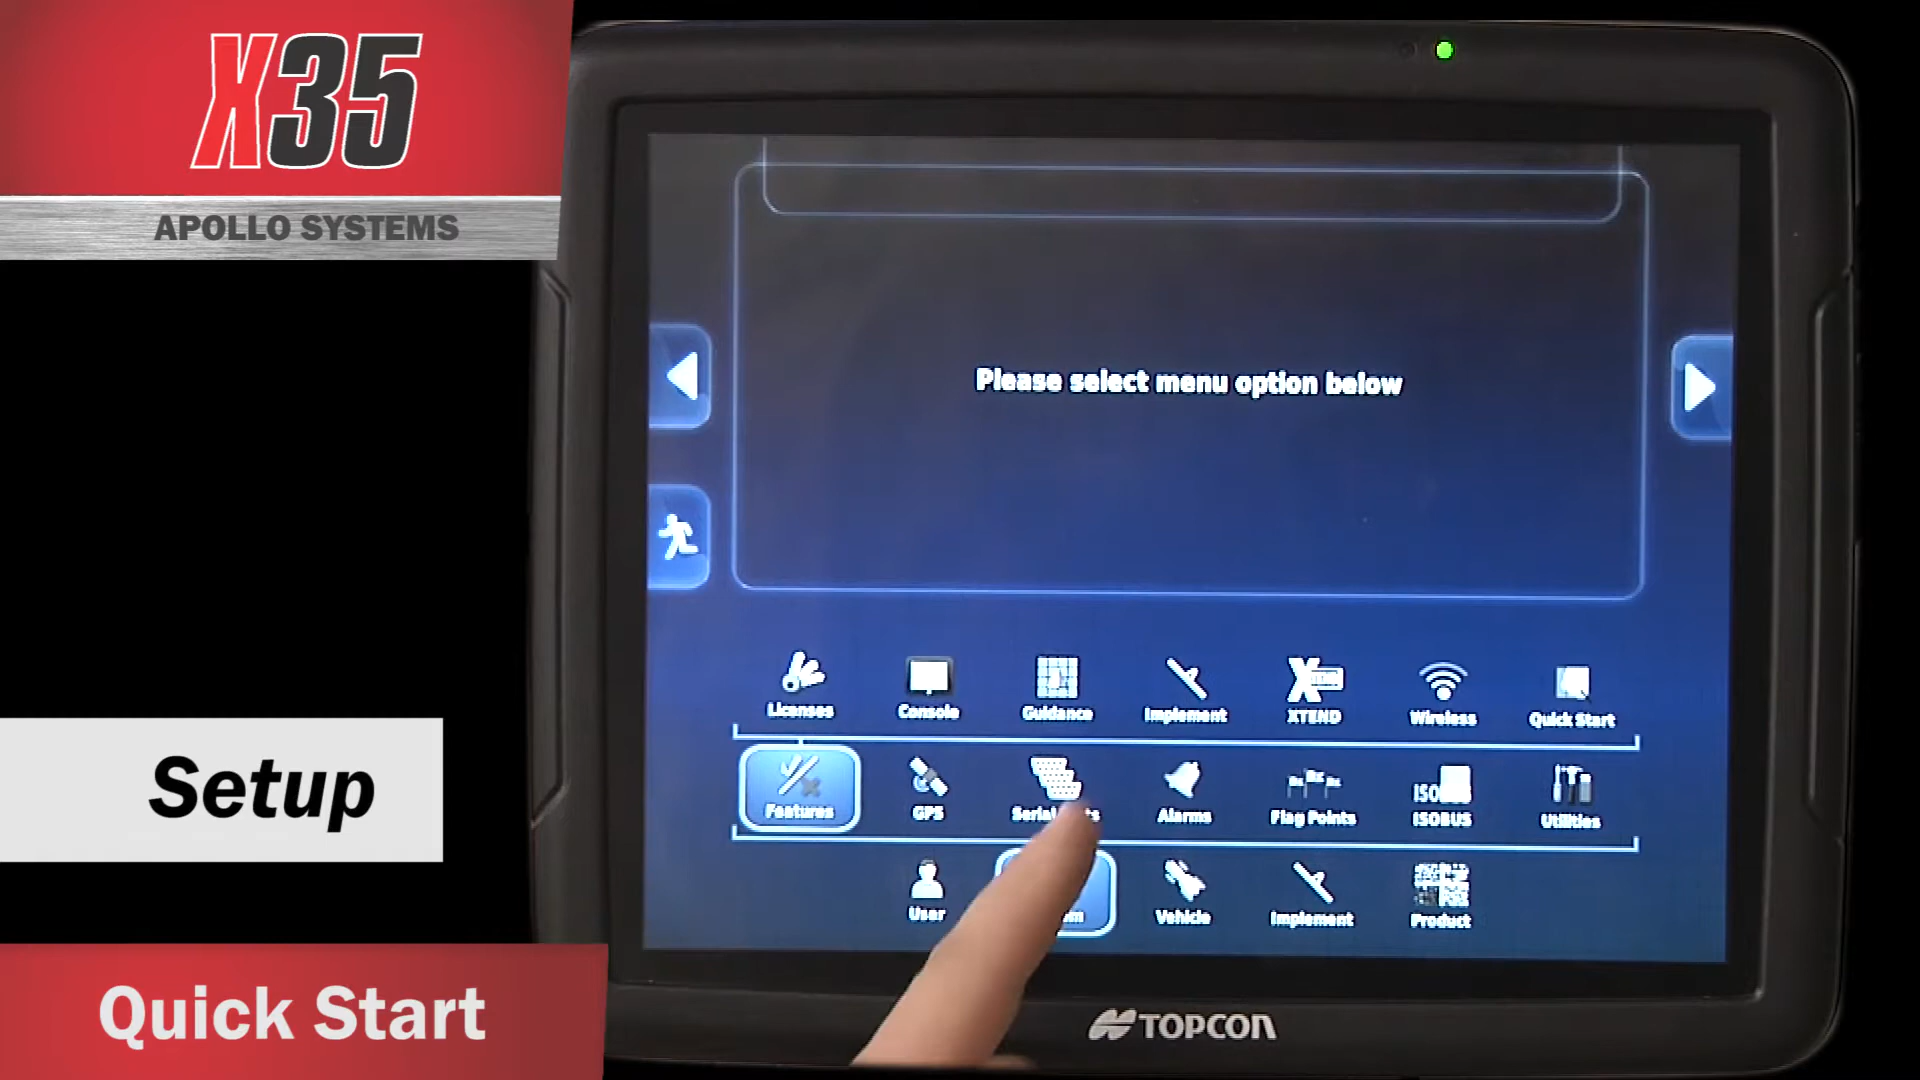 X35
APOLLO SYSTEMS
Please select menu option below
Licenses
Console
Guidance
Implement
XTEND
Wireless
Quick Start
Features
GPS
Alarms
Flag Points
ISOBUS
Utilities
User
Vehicle
Implement
Product
Setup
Quick Start
TOPCON